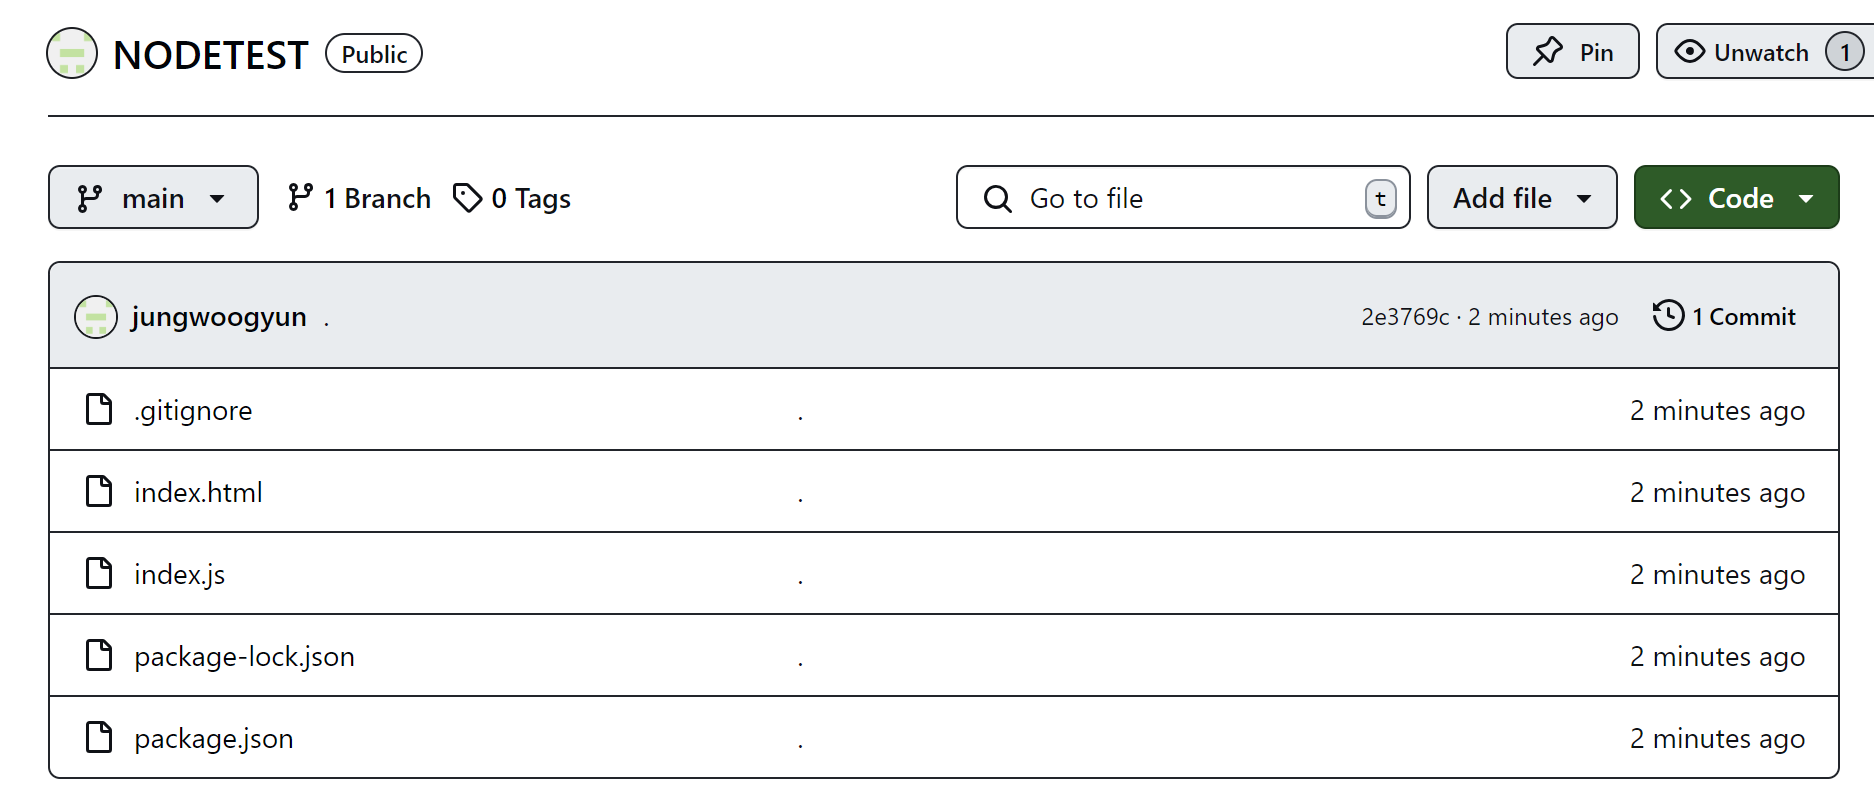 NODETEST Public Pin Unwatch 1
main 1 Branch 0 Tags Go to file t Add file Code
jungwoogyun . 2e3769c · 2 minutes ago 1 Commit
.gitignore . 2 minutes ago
index.html . 2 minutes ago
index.js . 2 minutes ago
package-lock.json . 2 minutes ago
package.json . 2 minutes ago